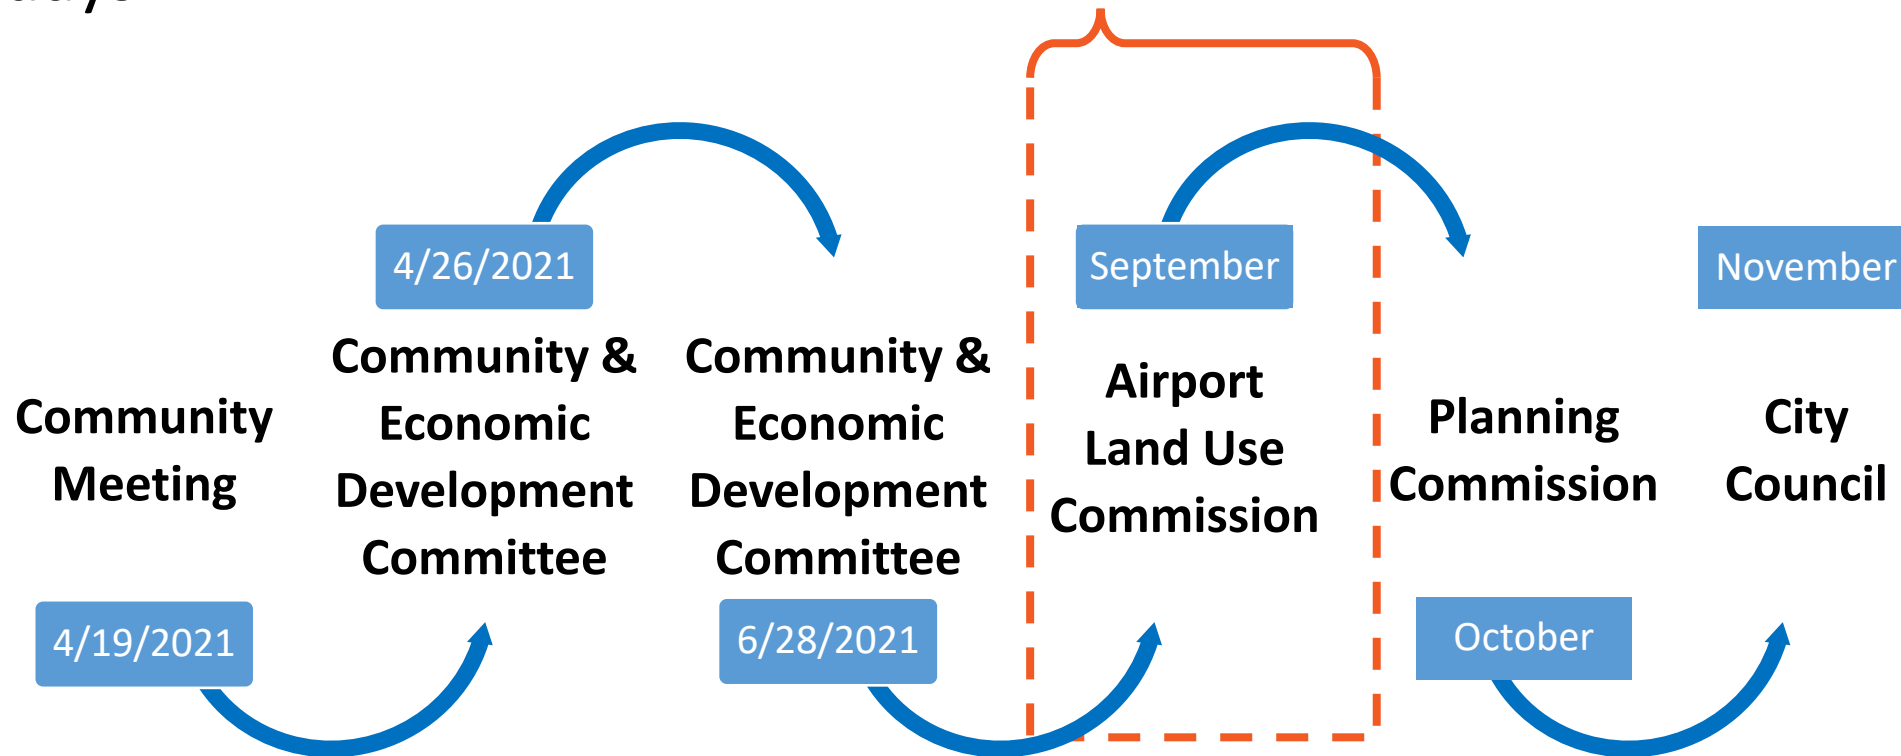 4/26/2021
September
November
Community
Meeting
Community &
Economic
Development
Committee
Community &
Economic
Development
Committee
Airport
Land Use
Commission
Planning
Commission
City
Council
4/19/2021
6/28/2021
October